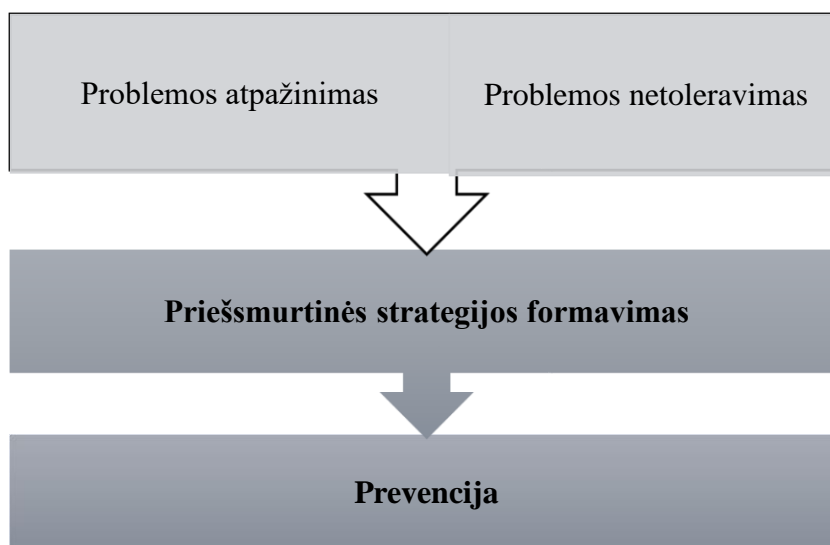 Problemos atpažinimas
Problemos netoleravimas
Priešsmurtinės strategijos formavimas
Prevencija